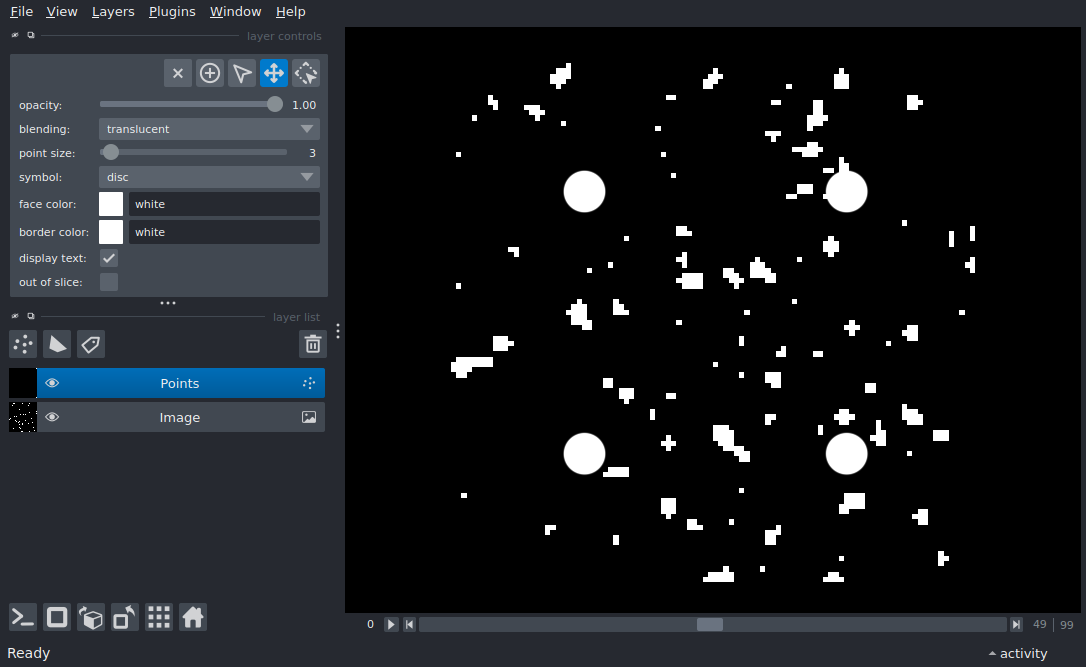 File View Layers Plugins Window Help
layer controls
opacity: 1.00
blending: translucent
point size: 3
symbol: disc
face color: white
border color: white
display text:
out of slice:
layer list
Points
Image
0 49 99
Ready activity